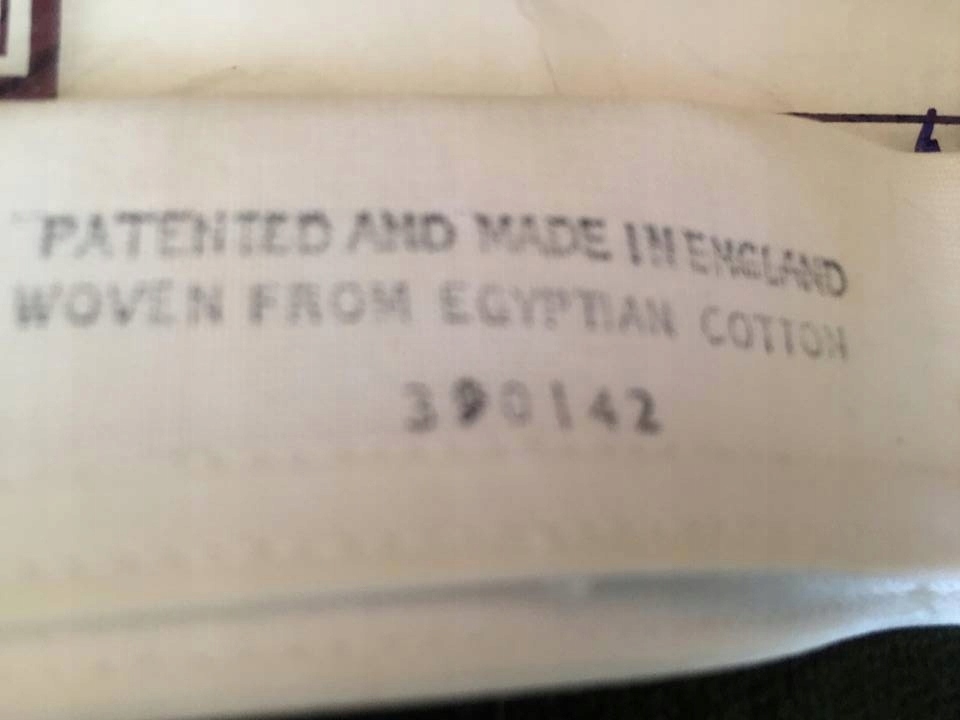 PATENTED AND MADE IN ENGLAND
WOVEN FROM EGYPTIAN COTTON
390142